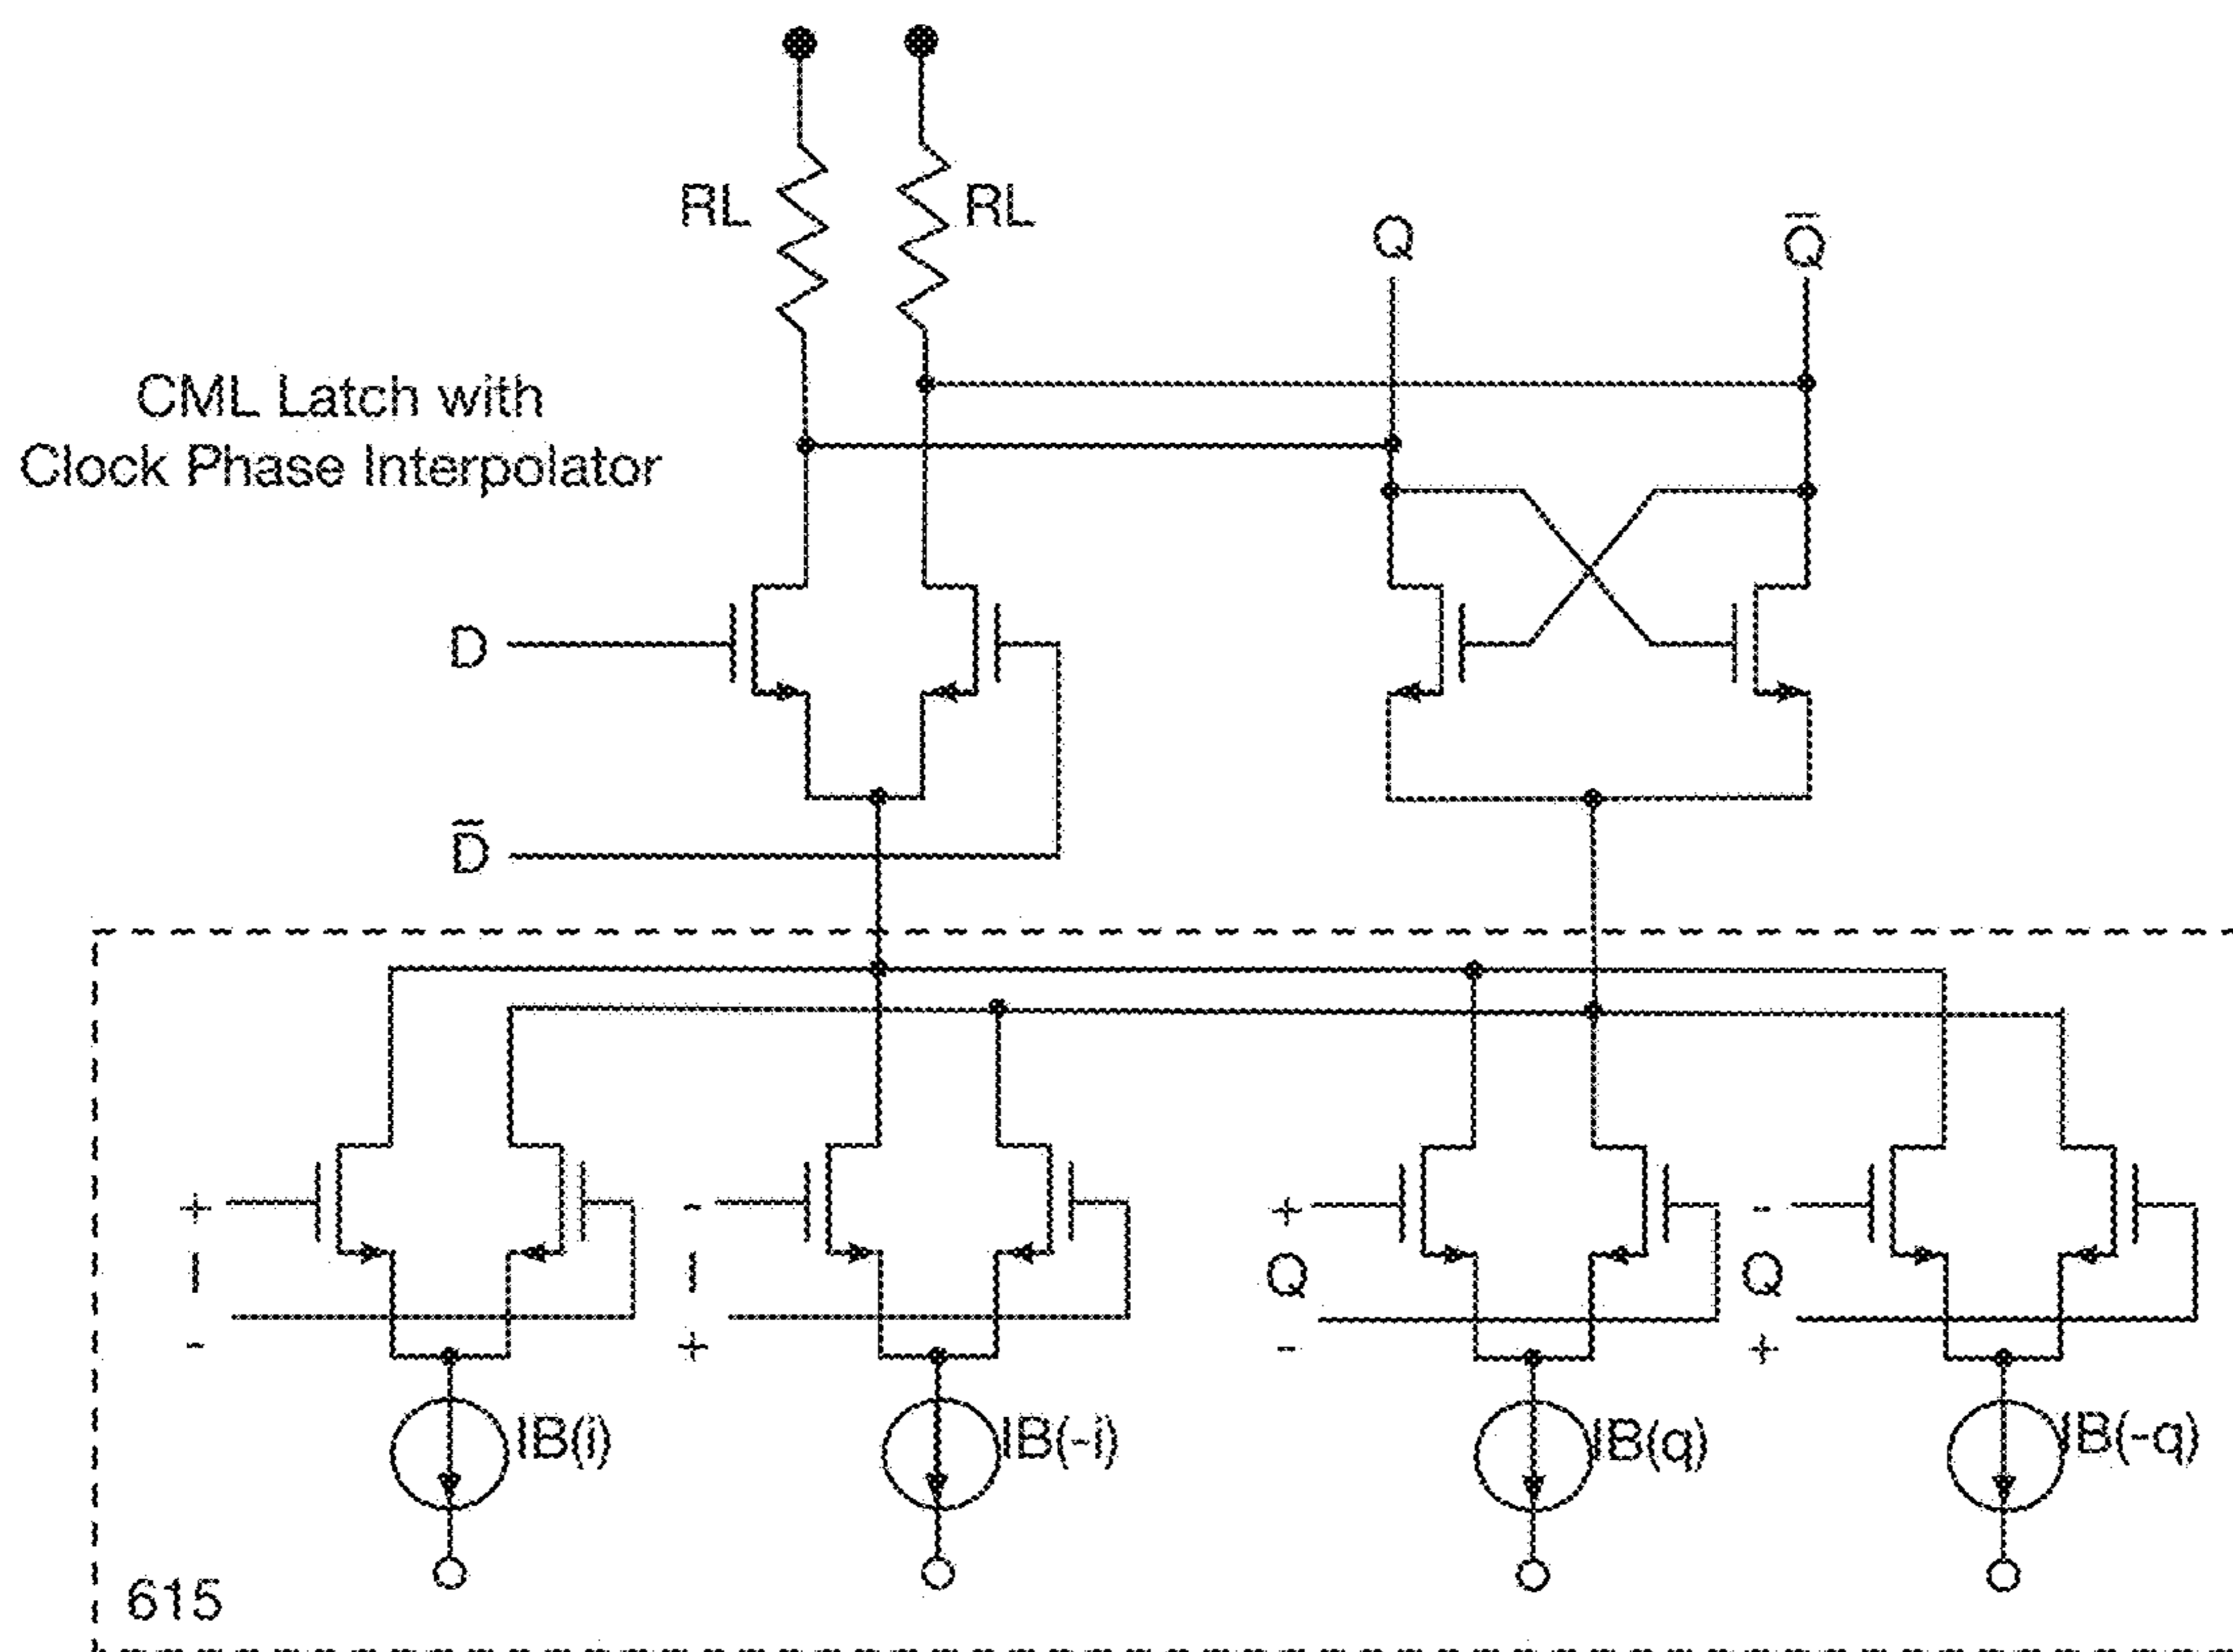 RL
RL
Q
Q̅
CML Latch with
Clock Phase Interpolator
D
D̅
+
I
-
-
I
+
+
Q
-
-
Q
+
IB(i)
IB(-i)
IB(q)
IB(-q)
615